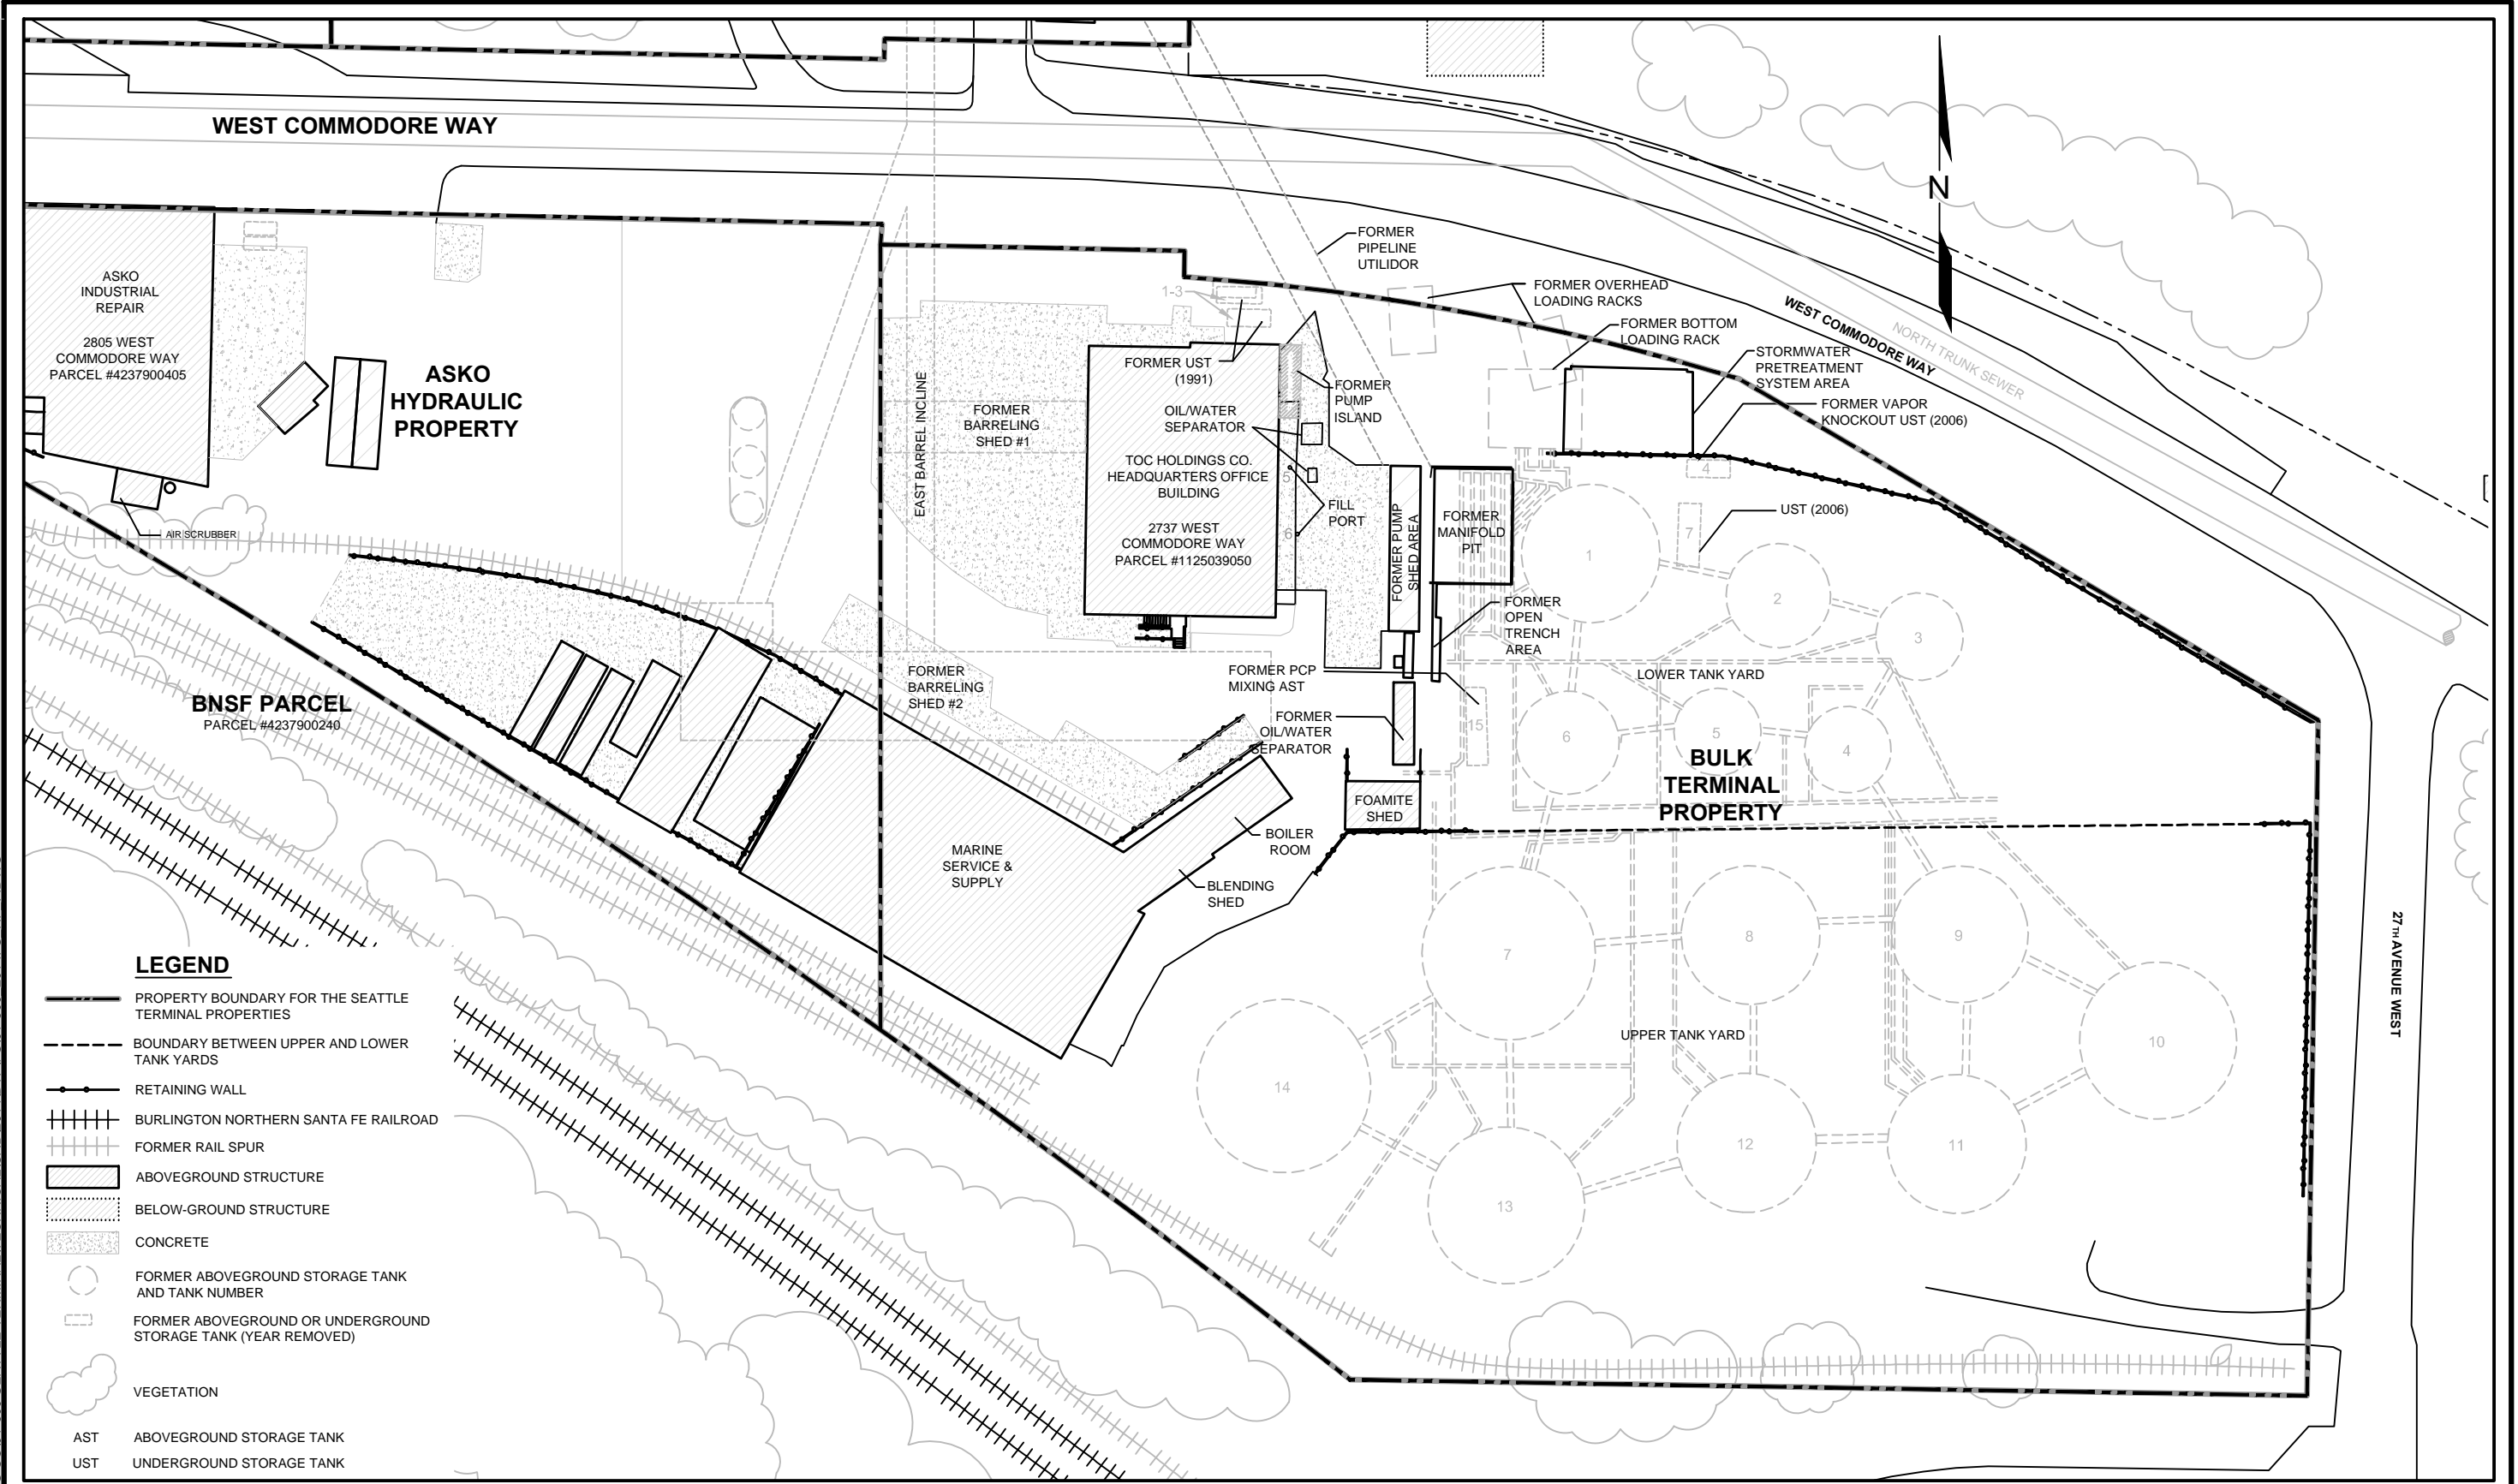 WEST COMMODORE WAY
N
FORMER
PIPELINE
UTILIDOR
FORMER OVERHEAD
LOADING RACKS
FORMER BOTTOM
LOADING RACK
WEST COMMODORE WAY
NORTH TRUNK SEWER
STORMWATER
PRETREATMENT
SYSTEM AREA
FORMER VAPOR
KNOCKOUT UST (2006)
UST (2006)
ASKO
INDUSTRIAL
REPAIR
2805 WEST
COMMODORE WAY
PARCEL #4237900405
ASKO
HYDRAULIC
PROPERTY
AIR SCRUBBER
EAST BARREL INCLINE
FORMER
BARRELING
SHED #1
1-3
FORMER UST
(1991)
OIL/WATER
SEPARATOR
TOC HOLDINGS CO.
HEADQUARTERS OFFICE
BUILDING
2737 WEST
COMMODORE WAY
PARCEL #1125039050
FORMER
PUMP
ISLAND
5
6
FILL
PORT
FORMER PUMP
SHED AREA
FORMER
MANIFOLD
PIT
FORMER
OPEN
TRENCH
AREA
4
7
1
2
3
LOWER TANK YARD
6
5
4
15
FORMER PCP
MIXING AST
FORMER
OIL/WATER
SEPARATOR
FORMER
BARRELING
SHED #2
BNSF PARCEL
PARCEL #4237900240
BULK
TERMINAL
PROPERTY
FOAMITE
SHED
BOILER
ROOM
BLENDING
SHED
MARINE
SERVICE &
SUPPLY
7
8
9
10
UPPER TANK YARD
14
13
12
11
27TH AVENUE WEST
LEGEND
PROPERTY BOUNDARY FOR THE SEATTLE
TERMINAL PROPERTIES
BOUNDARY BETWEEN UPPER AND LOWER
TANK YARDS
RETAINING WALL
BURLINGTON NORTHERN SANTA FE RAILROAD
FORMER RAIL SPUR
ABOVEGROUND STRUCTURE
BELOW-GROUND STRUCTURE
CONCRETE
FORMER ABOVEGROUND STORAGE TANK
AND TANK NUMBER
FORMER ABOVEGROUND OR UNDERGROUND
STORAGE TANK (YEAR REMOVED)
VEGETATION
AST ABOVEGROUND STORAGE TANK
UST UNDERGROUND STORAGE TANK